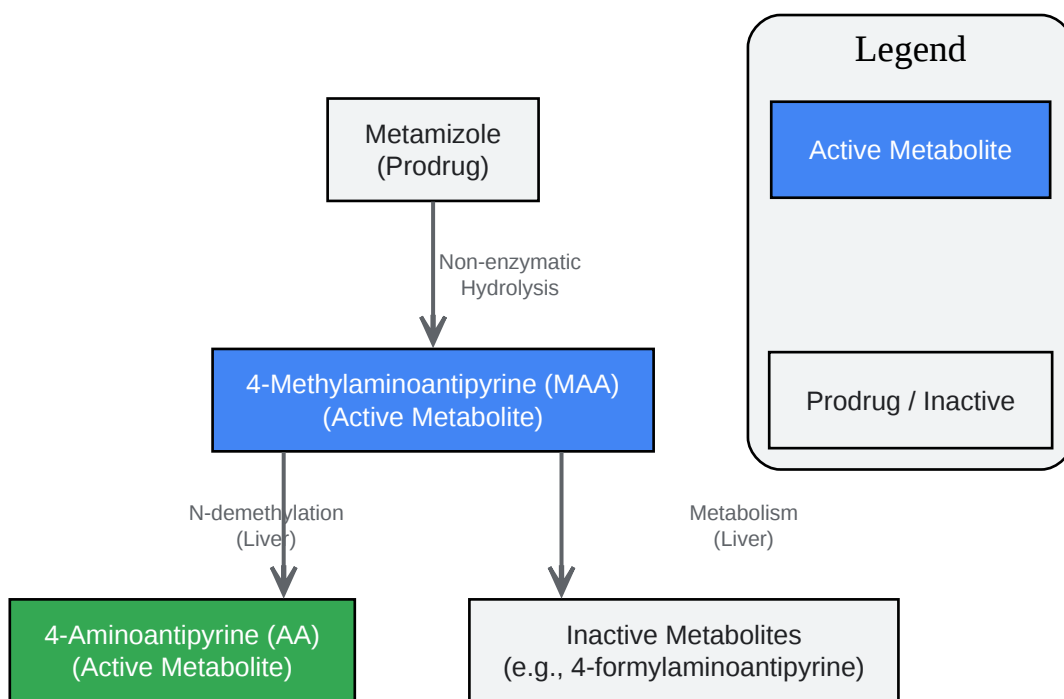 Legend
Active Metabolite
Prodrug / Inactive
Metamizole
(Prodrug)
Non-enzymatic
Hydrolysis
4-Methylaminoantipyrine (MAA)
(Active Metabolite)
N-demethylation
(Liver)
Metabolism
(Liver)
4-Aminoantipyrine (AA)
(Active Metabolite)
Inactive Metabolites
(e.g., 4-formylaminoantipyrine)